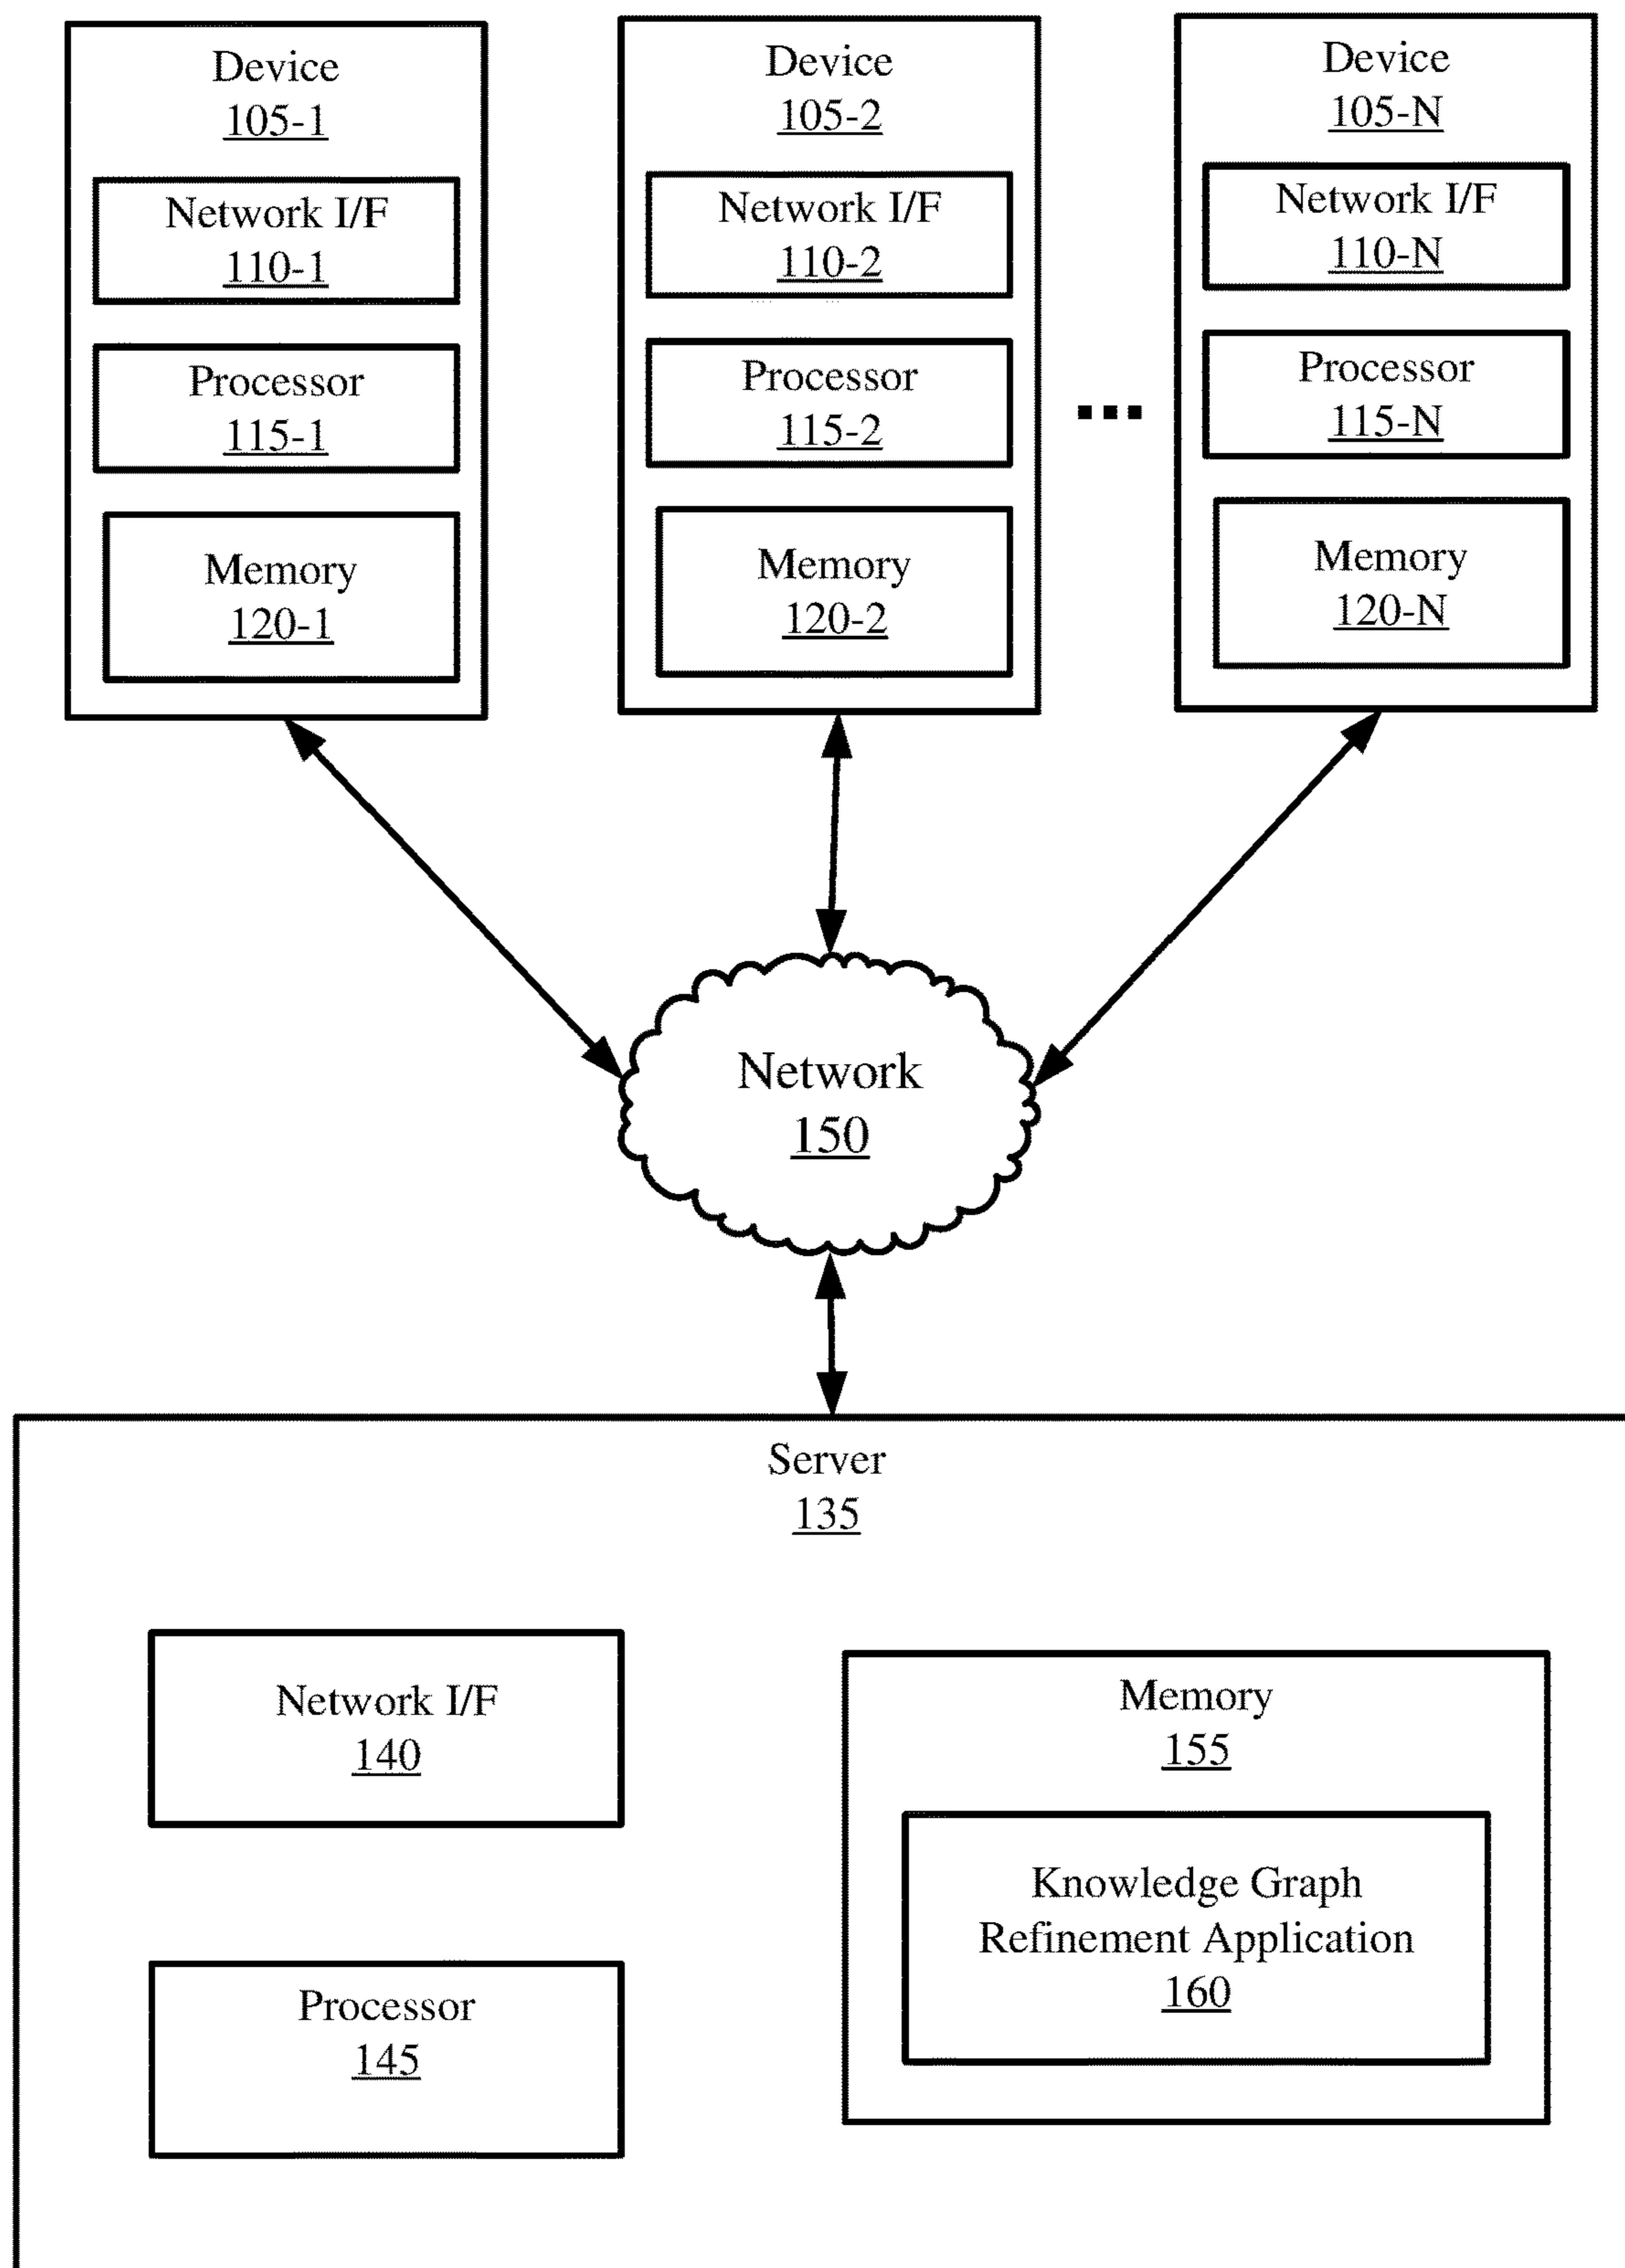 Device
105-1
Network I/F
110-1
Processor
115-1
Memory
120-1
Device
105-2
Network I/F
110-2
Processor
115-2
Memory
120-2
...
Device
105-N
Network I/F
110-N
Processor
115-N
Memory
120-N
Network
150
Server
135
Network I/F
140
Processor
145
Memory
155
Knowledge Graph
Refinement Application
160